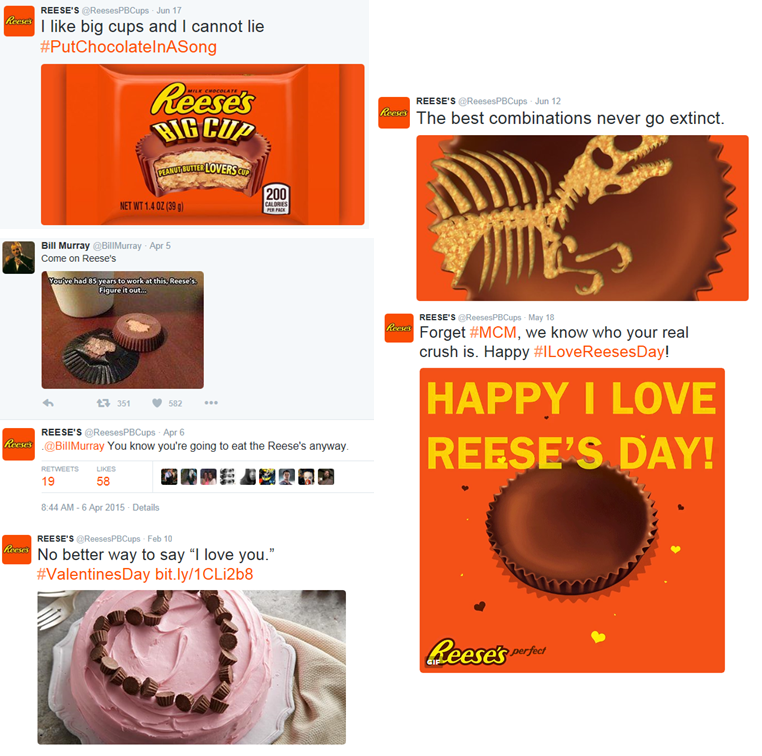 REESE'S @ReesesPBCups · Jun 17
I like big cups and I cannot lie
#PutChocolateInASong
Reese's
MILK CHOCOLATE
Reese's
BIG CUP
PEANUT BUTTER LOVERS CUP
NET WT 1.4 OZ (39 g)
200
CALORIES
PER PACK
Bill Murray @BillMurray · Apr 5
Come on Reese's
You've had 85 years to work at this, Reese's.
Figure it out...
351
582
REESE'S @ReesesPBCups · Apr 6
Reese's
.@BillMurray You know you're going to eat the Reese's anyway.
RETWEETS LIKES
19 58
8:44 AM - 6 Apr 2015 · Details
REESE'S @ReesesPBCups · Feb 10
Reese's
No better way to say “I love you.”
#ValentinesDay bit.ly/1CLi2b8
REESE'S @ReesesPBCups · Jun 12
Reese's
The best combinations never go extinct.
REESE'S @ReesesPBCups · May 18
Reese's
Forget #MCM, we know who your real
crush is. Happy #ILoveReesesDay!
HAPPY I LOVE
REESE'S DAY!
Reese's perfect
GIF